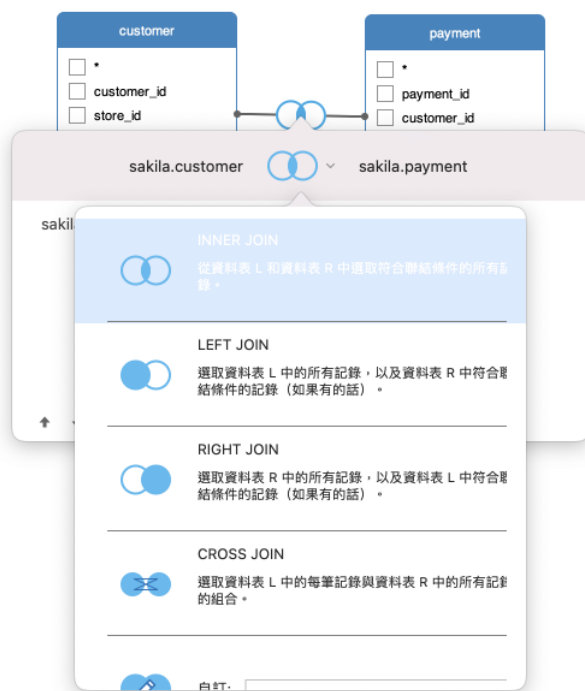 customer
payment
*
customer_id
store_id
*
payment_id
customer_id
sakila.customer
sakila.payment
sakil
INNER JOIN
從資料表 L 和資料表 R 中選取符合聯結條件的所有記
錄。
LEFT JOIN
選取資料表 L 中的所有記錄，以及資料表 R 中符合聯
結條件的記錄（如果有的話）。
RIGHT JOIN
選取資料表 R 中的所有記錄，以及資料表 L 中符合聯
結條件的記錄（如果有的話）。
CROSS JOIN
選取資料表 L 中的每筆記錄與資料表 R 中的所有記錄
的組合。
自訂: